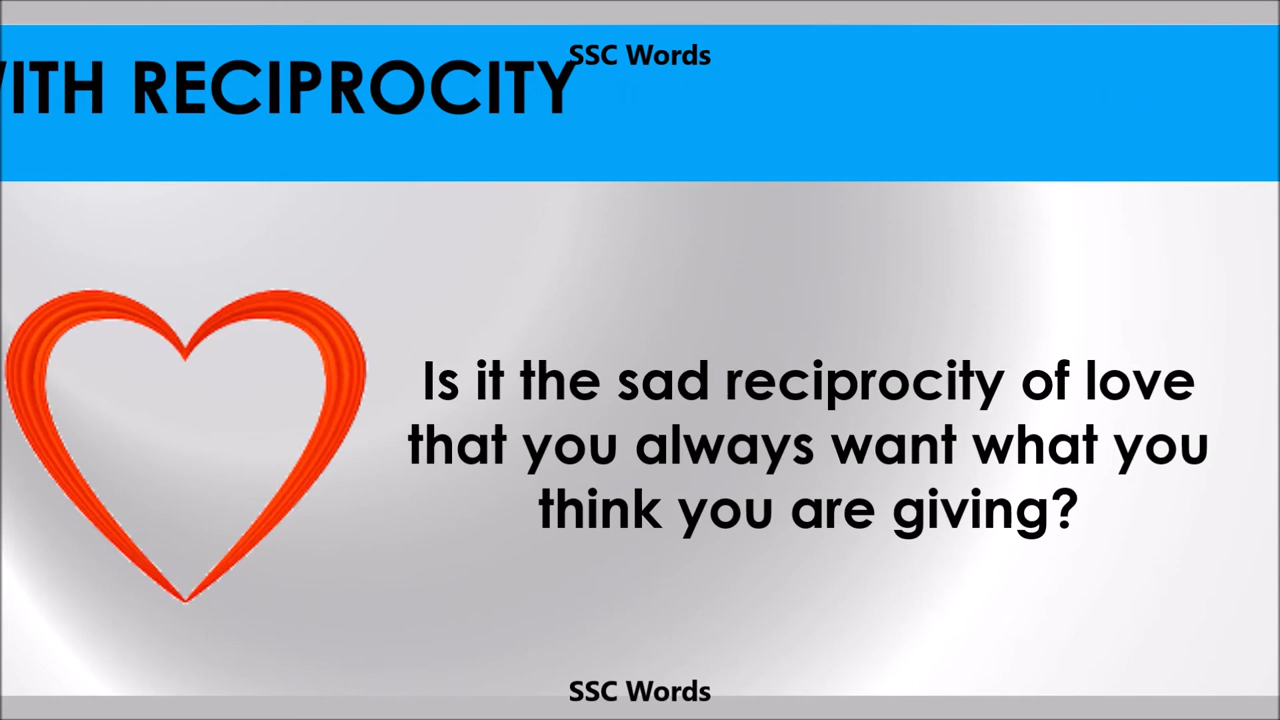 SSC Words
WITH RECIPROCITY
Is it the sad reciprocity of love
that you always want what you
think you are giving?
SSC Words